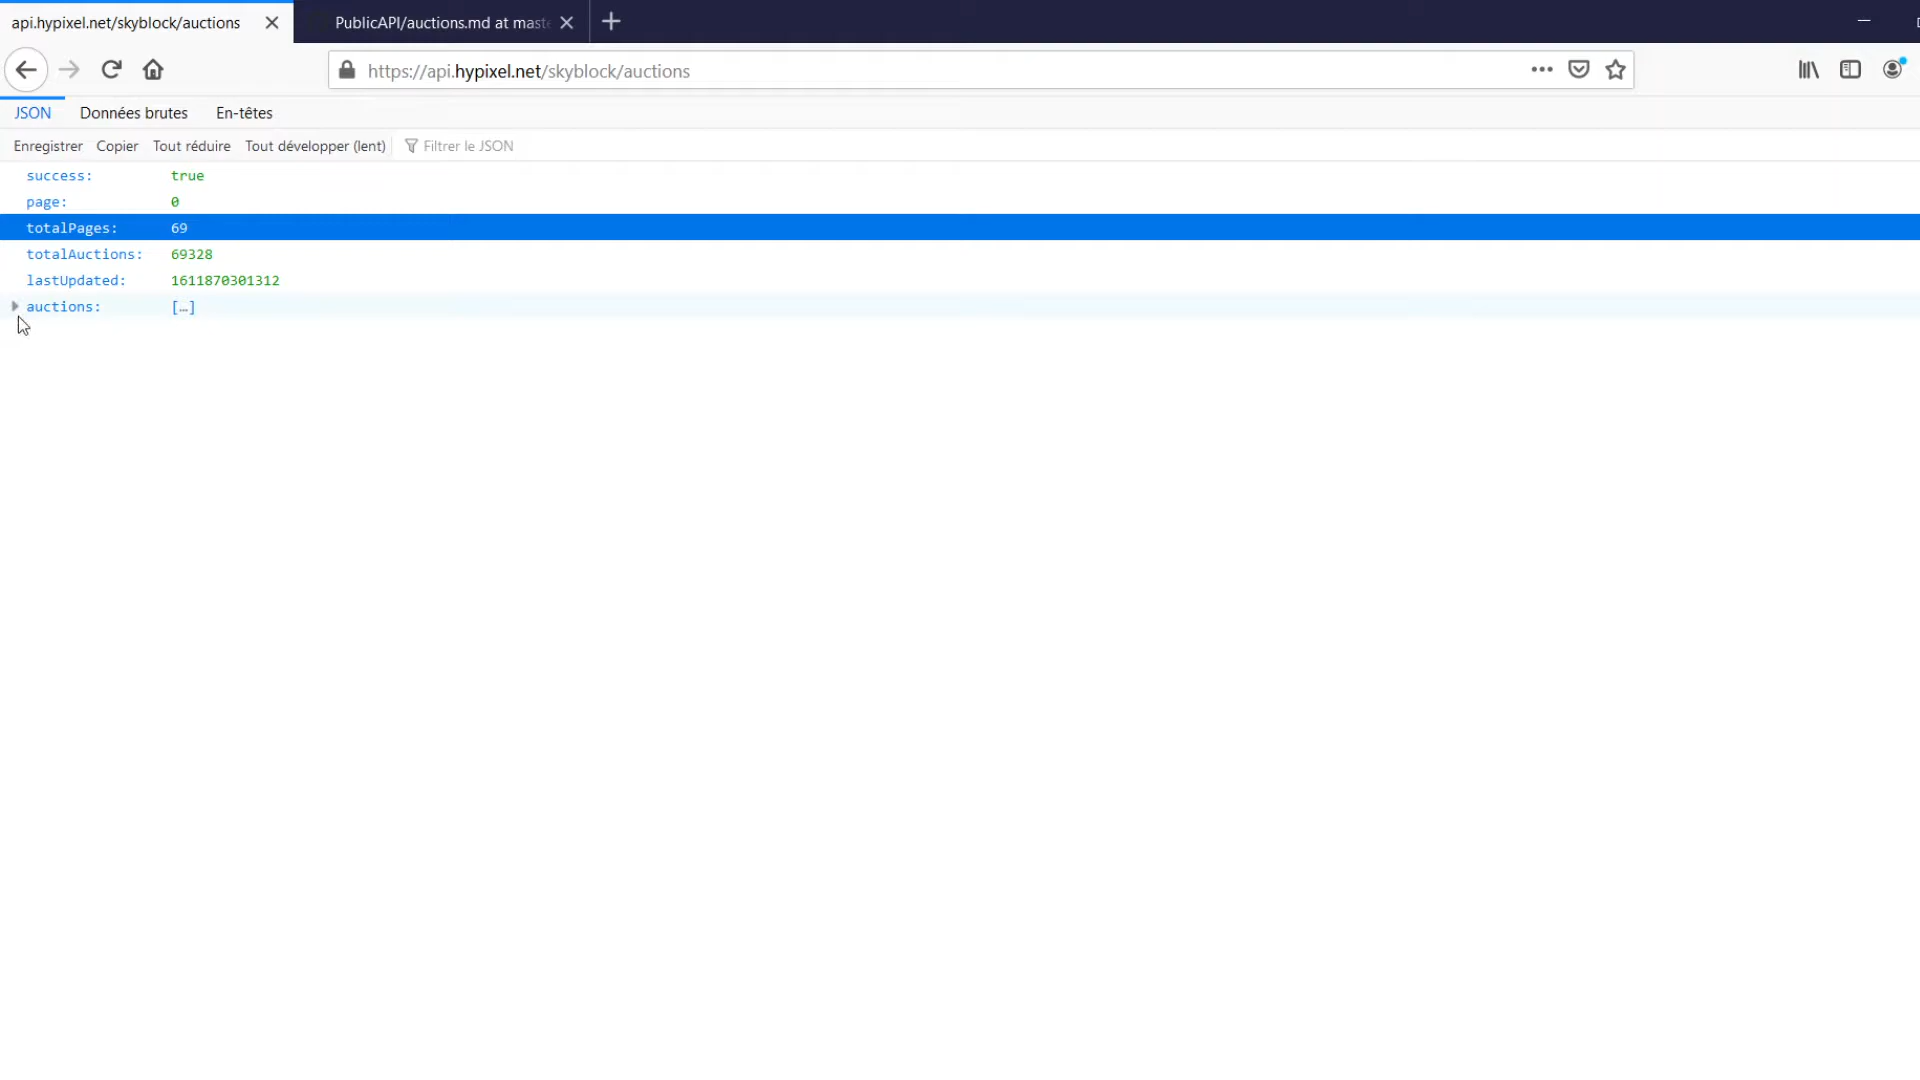 api.hypixel.net/skyblock/auctions
PublicAPI/auctions.md at mast
https://api.hypixel.net/skyblock/auctions
JSON Données brutes En-têtes
Enregistrer Copier Tout réduire Tout développer (lent) Filtrer le JSON
success: true
page: 0
totalPages: 69
totalAuctions: 69328
lastUpdated: 1611870301312
auctions: […]